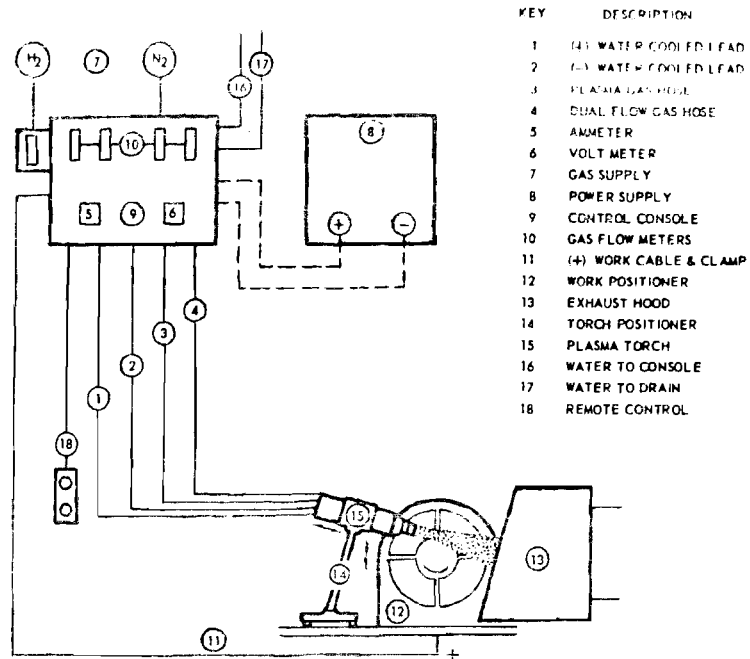 KEY DESCRIPTION
1 (+) WATER COOLED LEAD
2 (-) WATER COOLED LEAD
3 PLASMA GAS HOSE
4 DUAL FLOW GAS HOSE
5 AMMETER
6 VOLT METER
7 GAS SUPPLY
8 POWER SUPPLY
9 CONTROL CONSOLE
10 GAS FLOW METERS
11 (+) WORK CABLE & CLAMP
12 WORK POSITIONER
13 EXHAUST HOOD
14 TORCH POSITIONER
15 PLASMA TORCH
16 WATER TO CONSOLE
17 WATER TO DRAIN
18 REMOTE CONTROL
H2 7 N2 16 17
10 8
5 9 6 + -
4
3
2
1
18
15
14 12 13
11 +